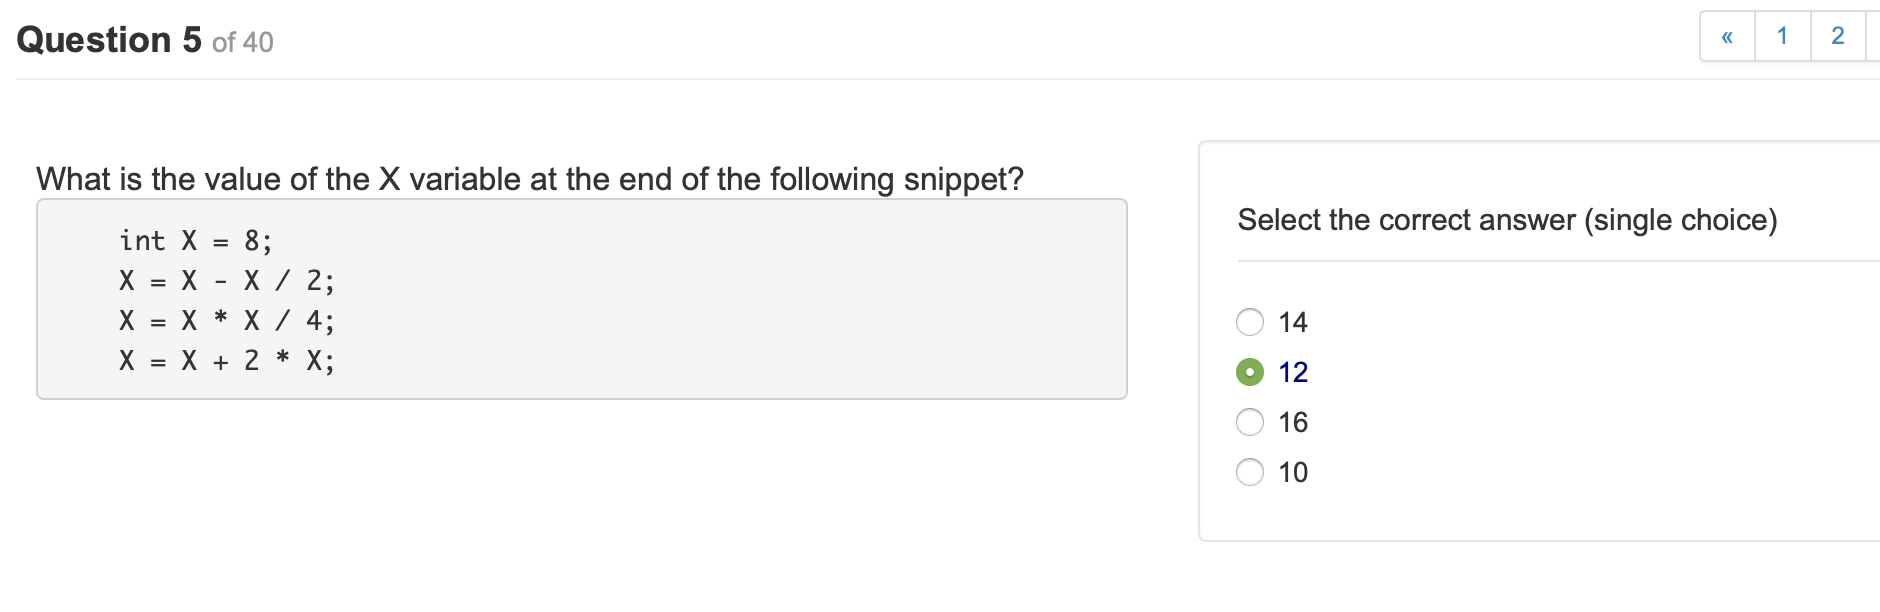 Question 5 of 40
« 1 2
What is the value of the X variable at the end of the following snippet?
int X = 8;
X = X - X / 2;
X = X * X / 4;
X = X + 2 * X;
Select the correct answer (single choice)
14
12
16
10